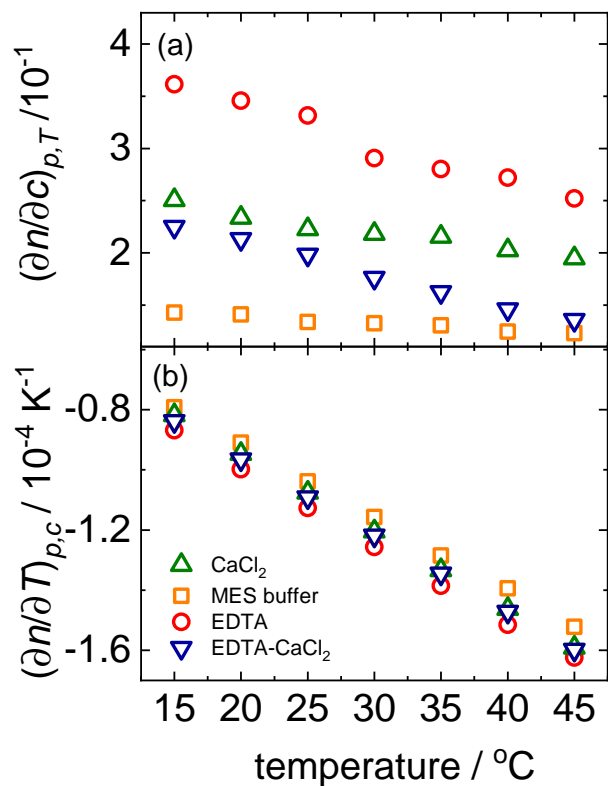 (a)
4
3
2
(∂n/∂c)p,T /10⁻¹
(b)
-0.8
-1.2
-1.6
(∂n/∂T)p,c / 10⁻⁴ K⁻¹
CaCl₂
MES buffer
EDTA
EDTA-CaCl₂
15 20 25 30 35 40 45
temperature / °C